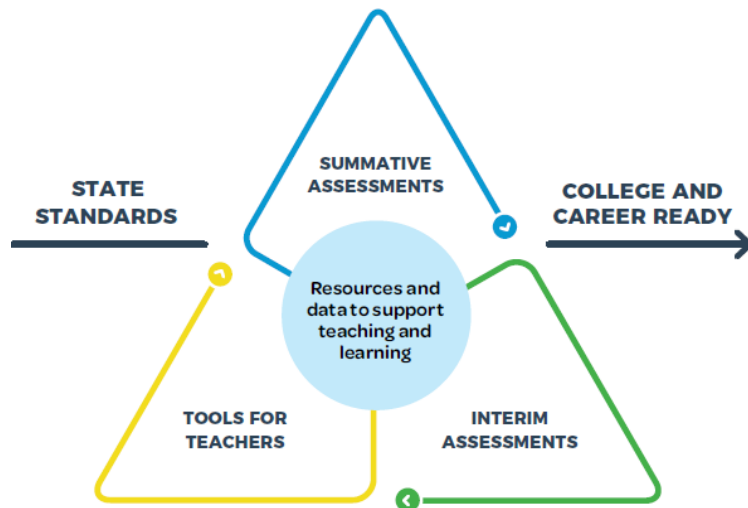 SUMMATIVE
ASSESSMENTS
STATE
STANDARDS
COLLEGE AND
CAREER READY
Resources and
data to support
teaching and
learning
TOOLS FOR
TEACHERS
INTERIM
ASSESSMENTS